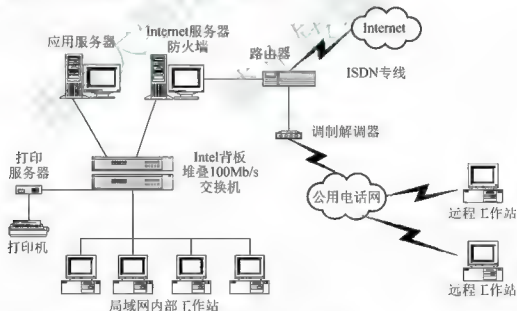 应用服务器
Internet服务器
防火墙
路由器
Internet
ISDN专线
调制解调器
打印
服务器
Intel背板
堆叠100Mb/s
交换机
公用电话网
远程工作站
打印机
远程工作站
局域网内部工作站